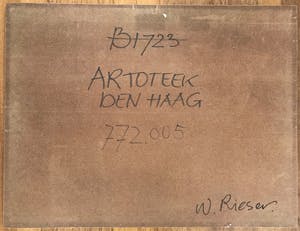 B1723
ARTOTEEK
DEN HAAG
772.005
W. Rieser.